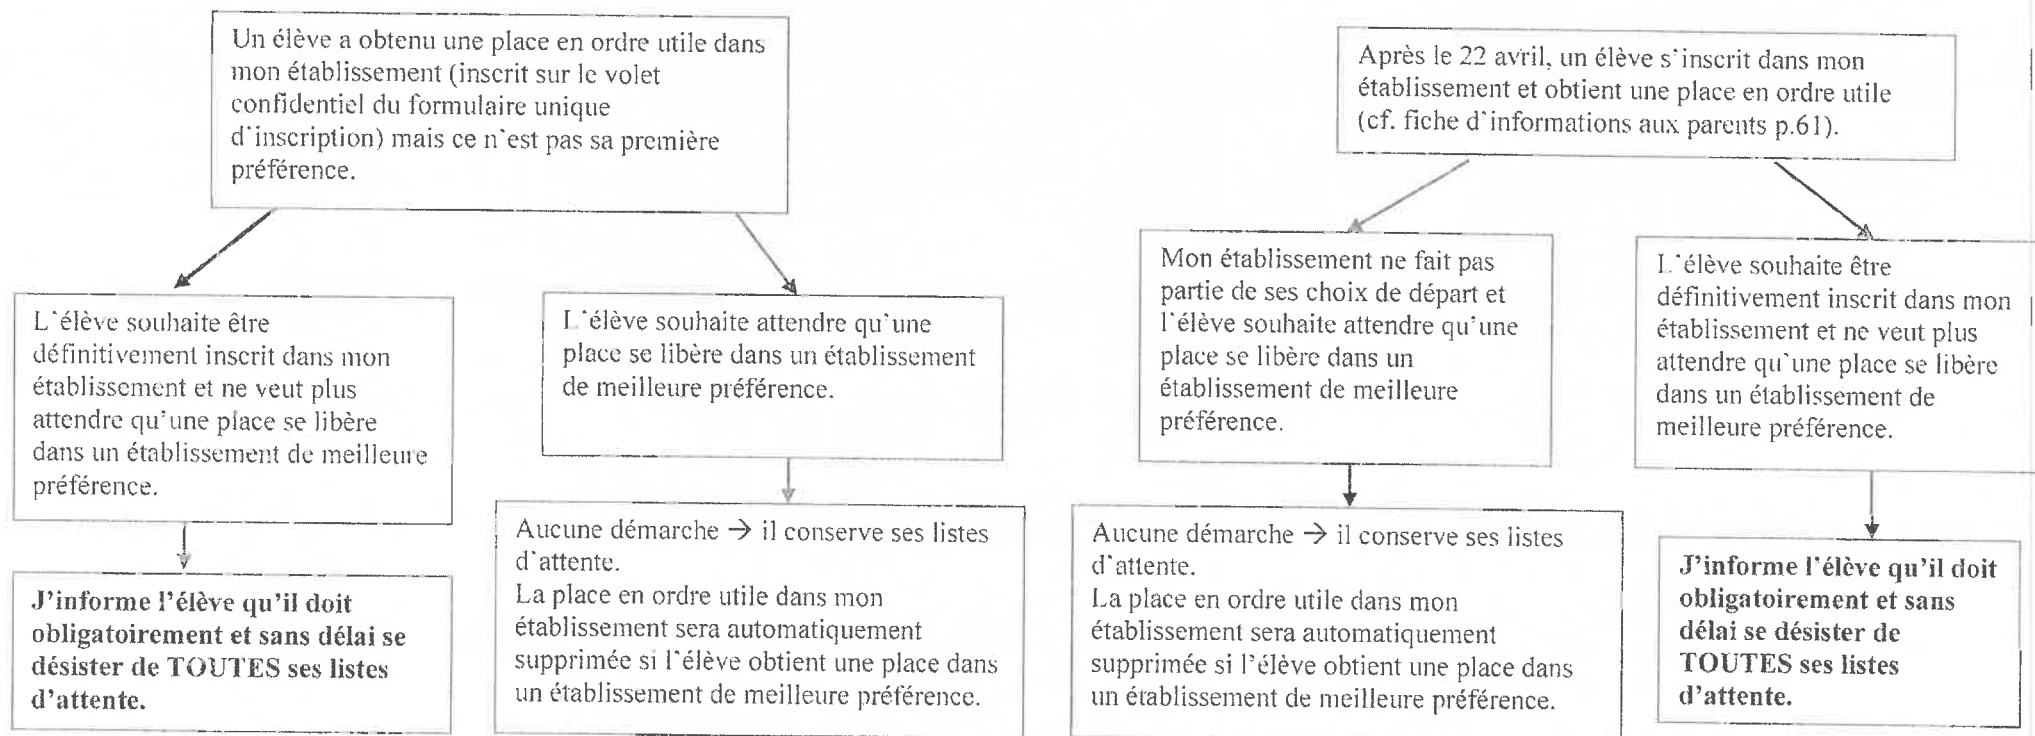 Un élève a obtenu une place en ordre utile dans
mon établissement (inscrit sur le volet
confidentiel du formulaire unique
d'inscription) mais ce n'est pas sa première
préférence.
Après le 22 avril, un élève s'inscrit dans mon
établissement et obtient une place en ordre utile
(cf. fiche d'informations aux parents p.61).
L'élève souhaite être
définitivement inscrit dans mon
établissement et ne veut plus
attendre qu'une place se libère
dans un établissement de meilleure
préférence.
L'élève souhaite attendre qu'une
place se libère dans un établissement
de meilleure préférence.
Mon établissement ne fait pas
partie de ses choix de départ et
l'élève souhaite attendre qu'une
place se libère dans un
établissement de meilleure
préférence.
L'élève souhaite être
définitivement inscrit dans mon
établissement et ne veut plus
attendre qu'une place se libère
dans un établissement de
meilleure préférence.
J'informe l'élève qu'il doit
obligatoirement et sans délai se
désister de TOUTES ses listes
d'attente.
Aucune démarche → il conserve ses listes
d'attente.
La place en ordre utile dans mon
établissement sera automatiquement
supprimée si l'élève obtient une place dans
un établissement de meilleure préférence.
Aucune démarche → il conserve ses listes
d'attente.
La place en ordre utile dans mon
établissement sera automatiquement
supprimée si l'élève obtient une place dans
un établissement de meilleure préférence.
J'informe l'élève qu'il doit
obligatoirement et sans
délai se désister de
TOUTES ses listes
d'attente.